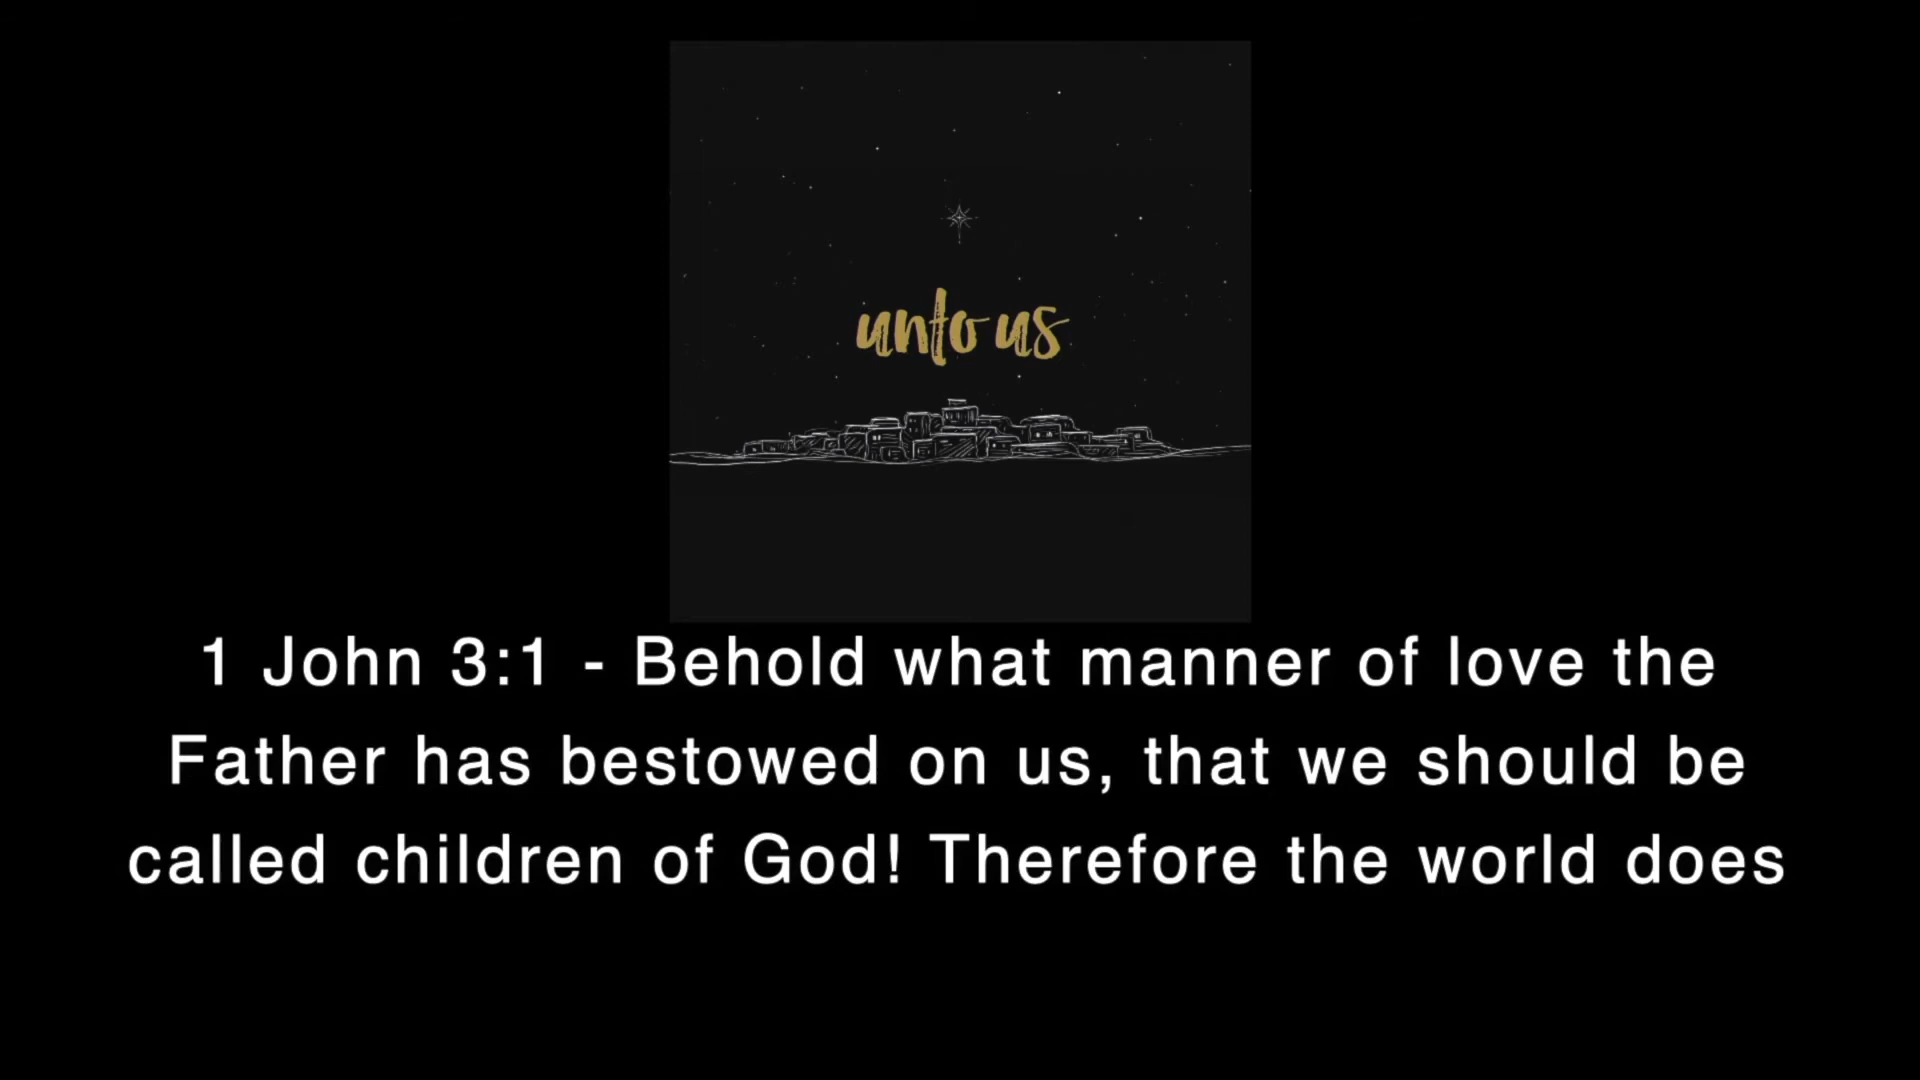 unto us
1 John 3:1 - Behold what manner of love the
Father has bestowed on us, that we should be
called children of God! Therefore the world does